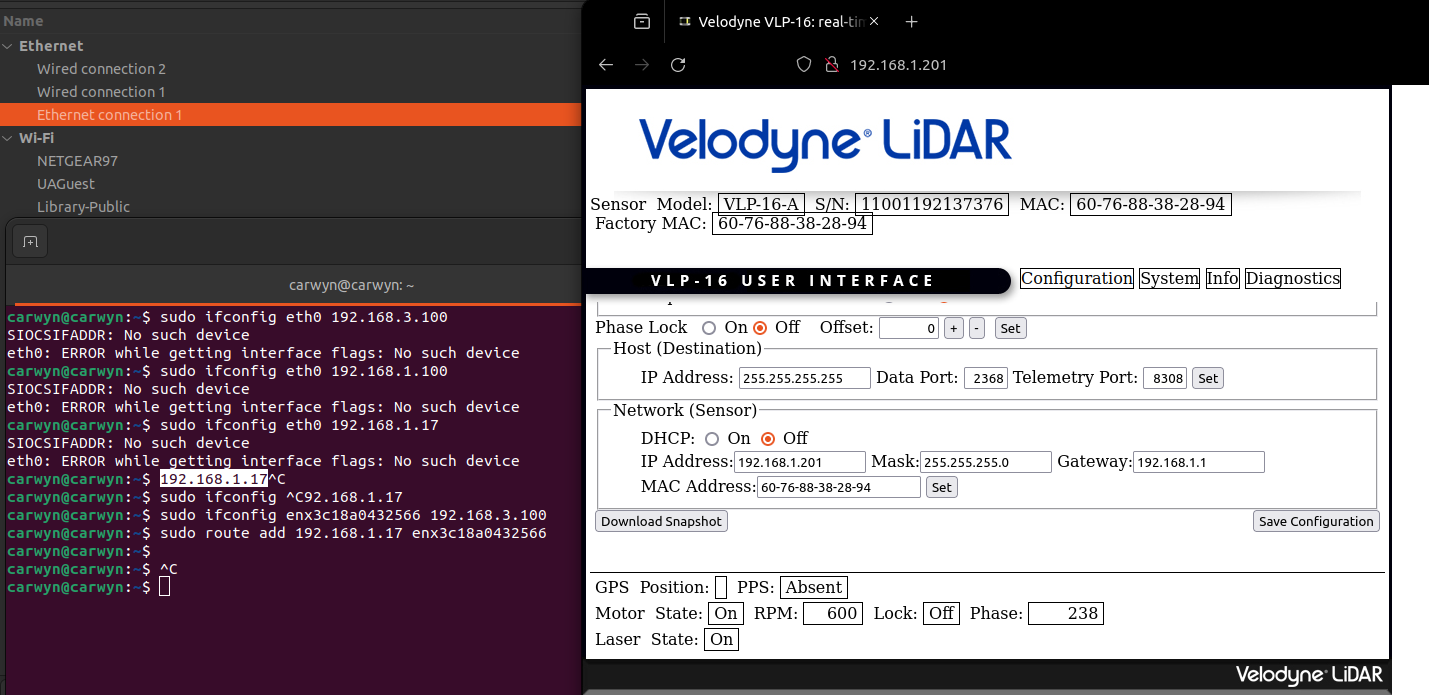 Name
Ethernet
Wired connection 2
Wired connection 1
Ethernet connection 1
Wi-Fi
NETGEAR97
UAGuest
Library-Public
carwyn@carwyn: ~
carwyn@carwyn:~$ sudo ifconfig eth0 192.168.3.100
SIOCSIFADDR: No such device
eth0: ERROR while getting interface flags: No such device
carwyn@carwyn:~$ sudo ifconfig eth0 192.168.1.100
SIOCSIFADDR: No such device
eth0: ERROR while getting interface flags: No such device
carwyn@carwyn:~$ sudo ifconfig eth0 192.168.1.17
SIOCSIFADDR: No such device
eth0: ERROR while getting interface flags: No such device
carwyn@carwyn:~$ 192.168.1.17^C
carwyn@carwyn:~$ sudo ifconfig ^C92.168.1.17
carwyn@carwyn:~$ sudo ifconfig enx3c18a0432566 192.168.3.100
carwyn@carwyn:~$ sudo route add 192.168.1.17 enx3c18a0432566
carwyn@carwyn:~$
carwyn@carwyn:~$ ^C
carwyn@carwyn:~$
Velodyne VLP-16: real-tim
192.168.1.201
Velodyne® LiDAR
Sensor Model: VLP-16-A S/N: 11001192137376 MAC: 60-76-88-38-28-94
Factory MAC: 60-76-88-38-28-94
VLP-16 USER INTERFACE Configuration System Info Diagnostics
Phase Lock On Off Offset: 0 + - Set
Host (Destination)
IP Address: 255.255.255.255 Data Port: 2368 Telemetry Port: 8308 Set
Network (Sensor)
DHCP: On Off
IP Address: 192.168.1.201 Mask: 255.255.255.0 Gateway: 192.168.1.1
MAC Address: 60-76-88-38-28-94 Set
Download Snapshot Save Configuration
GPS Position: PPS: Absent
Motor State: On RPM: 600 Lock: Off Phase: 238
Laser State: On
Velodyne® LiDAR